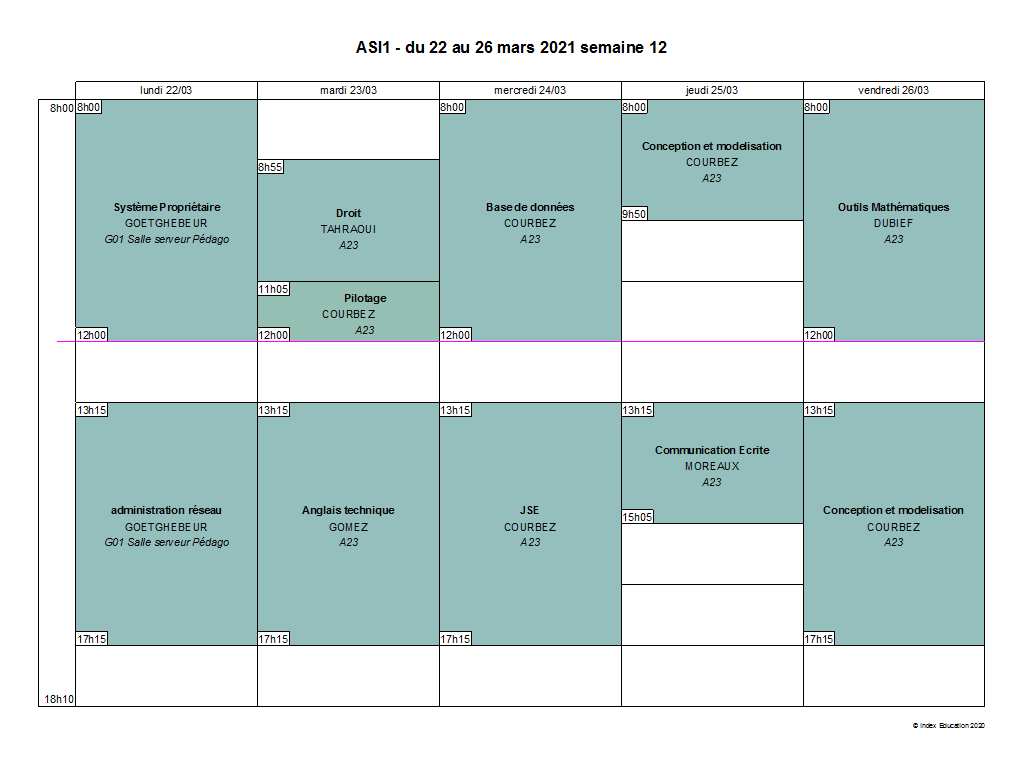 ASI1 - du 22 au 26 mars 2021 semaine 12
lundi 22/03
mardi 23/03
mercredi 24/03
jeudi 25/03
vendredi 26/03
8h00
8h00
Système Propriétaire
GOETGHEBEUR
G01 Salle serveur Pédago
12h00
13h15
administration réseau
GOETGHEBEUR
G01 Salle serveur Pédago
17h15
8h55
Droit
TAHRAOUI
A23
11h05
Pilotage
COURBEZ
A23
12h00
13h15
Anglais technique
GOMEZ
A23
17h15
8h00
Base de données
COURBEZ
A23
12h00
13h15
JSE
COURBEZ
A23
17h15
8h00
Conception et modelisation
COURBEZ
A23
9h50
13h15
Communication Ecrite
MOREAUX
A23
15h05
8h00
Outils Mathématiques
DUBIEF
A23
12h00
13h15
Conception et modelisation
COURBEZ
A23
17h15
18h10
© Index Education 2020